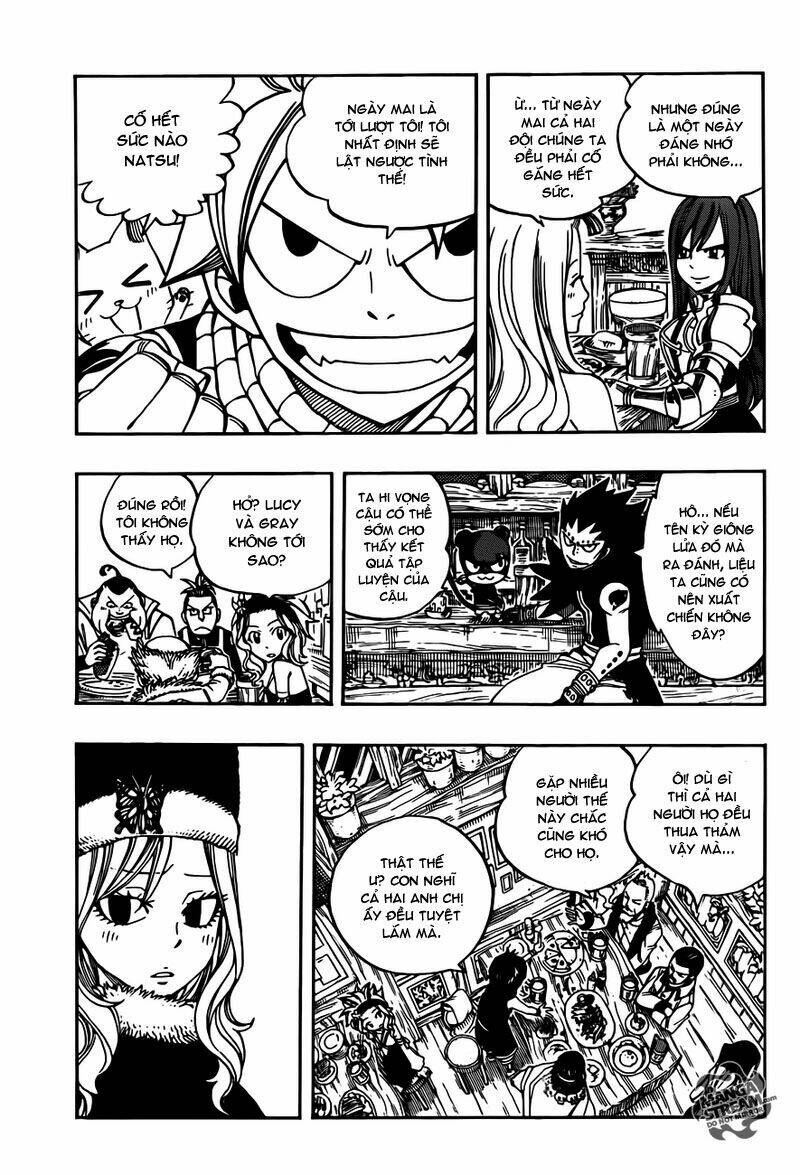 NHƯNG ĐÚNG
LÀ MỘT NGÀY
ĐÁNG NHỚ
PHẢI KHÔNG...
Ừ... TỪ NGÀY
MAI CẢ HAI
ĐỘI CHÚNG TA
ĐỀU PHẢI CỐ
GẮNG HẾT
SỨC.
NGÀY MAI LÀ
TỚI LƯỢT TÔI! TÔI
NHẤT ĐỊNH SẼ
LẬT NGƯỢC TÌNH
THẾ!
CỐ HẾT
SỨC NÀO
NATSU!
HÔ... NẾU
TÊN KỲ GIÔNG
LỬA ĐÓ MÀ
RA ĐÁNH, LIỆU
TA CŨNG CÓ
NÊN XUẤT
CHIẾN KHÔNG
ĐÂY?
TA HI VỌNG
CẬU CÓ THỂ
SỚM CHO
THẤY KẾT
QUẢ TẬP
LUYỆN CỦA
CẬU.
HỞ? LUCY
VÀ GRAY
KHÔNG TỚI
SAO?
ĐÚNG RỒI!
TÔI KHÔNG
THẤY HỌ.
ÔI! DÙ GÌ
THÌ CẢ HAI
NGƯỜI HỌ ĐỀU
THUA THẢM
VẬY MÀ...
GẶP NHIỀU
NGƯỜI THẾ
NÀY CHẮC
CŨNG KHÓ
CHO HỌ.
THẬT THẾ
Ư? CON NGHĨ
CẢ HAI ANH CHỊ
ẤY ĐỀU TUYỆT
LẮM MÀ.
MANGA
STREAM.COM
DO NOT MIRROR